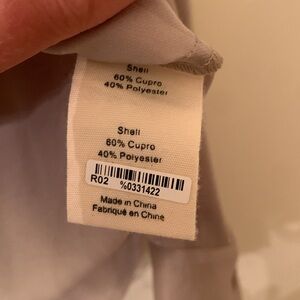 Shell
60% Cupro
40% Polyester
Shell
60% Cupro
40% Polyester
R02 %0331422
Made in China
Fabriqué en Chine